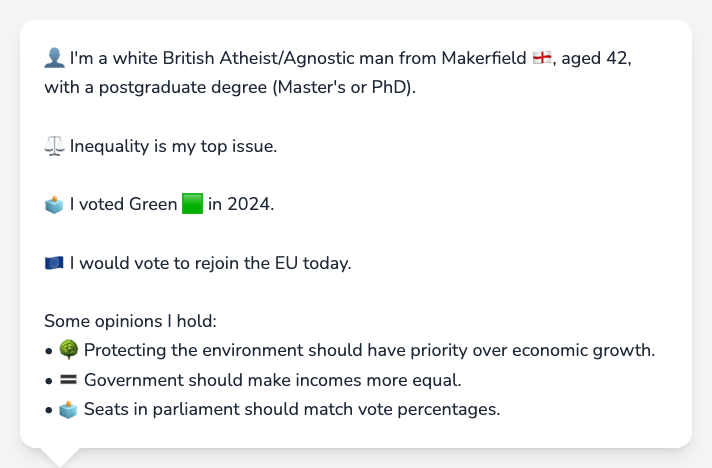 👤 I'm a white British Atheist/Agnostic man from Makerfield 🏴󠁧󠁢󠁥󠁮󠁧󠁿, aged 42,
with a postgraduate degree (Master's or PhD).
⚖️ Inequality is my top issue.
🗳️ I voted Green 🟩 in 2024.
🇪🇺 I would vote to rejoin the EU today.
Some opinions I hold:
• 🌳 Protecting the environment should have priority over economic growth.
• 🟰 Government should make incomes more equal.
• 🗳️ Seats in parliament should match vote percentages.